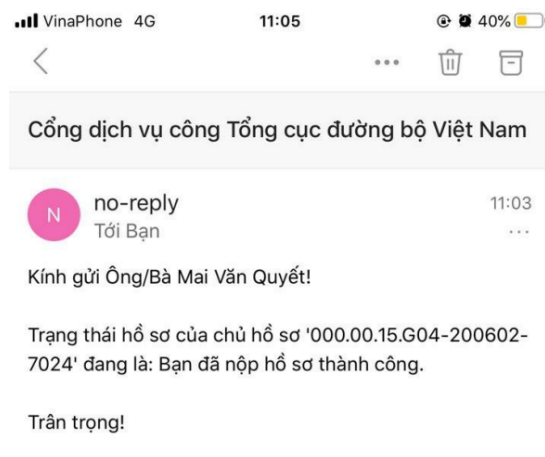 VinaPhone 4G 11:05 40%
Cổng dịch vụ công Tổng cục đường bộ Việt Nam
N no-reply 11:03
Tới Bạn
Kính gửi Ông/Bà Mai Văn Quyết!
Trạng thái hồ sơ của chủ hồ sơ '000.00.15.G04-200602-
7024' đang là: Bạn đã nộp hồ sơ thành công.
Trân trọng!